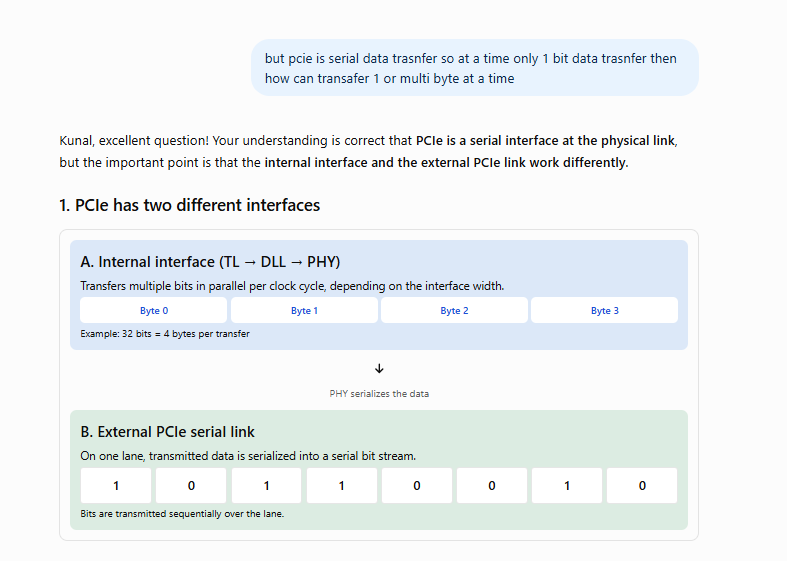 but pcie is serial data trasnfer so at a time only 1 bit data trasnfer then
how can transafer 1 or multi byte at a time
Kunal, excellent question! Your understanding is correct that PCIe is a serial interface at the physical link,
but the important point is that the internal interface and the external PCIe link work differently.
1. PCIe has two different interfaces
A. Internal interface (TL → DLL → PHY)
Transfers multiple bits in parallel per clock cycle, depending on the interface width.
Byte 0 Byte 1 Byte 2 Byte 3
Example: 32 bits = 4 bytes per transfer
↓
PHY serializes the data
B. External PCIe serial link
On one lane, transmitted data is serialized into a serial bit stream.
1 0 1 1 0 0 1 0
Bits are transmitted sequentially over the lane.